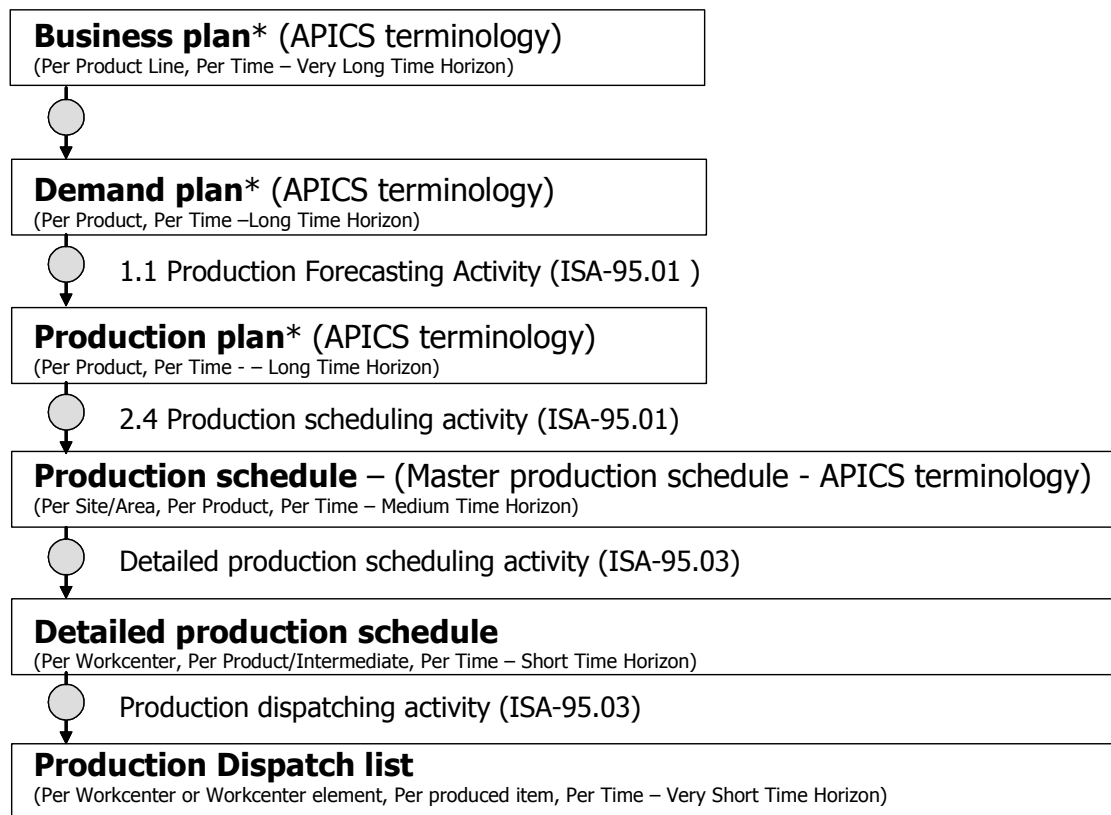 Business plan* (APICS terminology)
(Per Product Line, Per Time – Very Long Time Horizon)
Demand plan* (APICS terminology)
(Per Product, Per Time –Long Time Horizon)
1.1 Production Forecasting Activity (ISA-95.01 )
Production plan* (APICS terminology)
(Per Product, Per Time - – Long Time Horizon)
2.4 Production scheduling activity (ISA-95.01)
Production schedule – (Master production schedule - APICS terminology)
(Per Site/Area, Per Product, Per Time – Medium Time Horizon)
Detailed production scheduling activity (ISA-95.03)
Detailed production schedule
(Per Workcenter, Per Product/Intermediate, Per Time – Short Time Horizon)
Production dispatching activity (ISA-95.03)
Production Dispatch list
(Per Workcenter or Workcenter element, Per produced item, Per Time – Very Short Time Horizon)